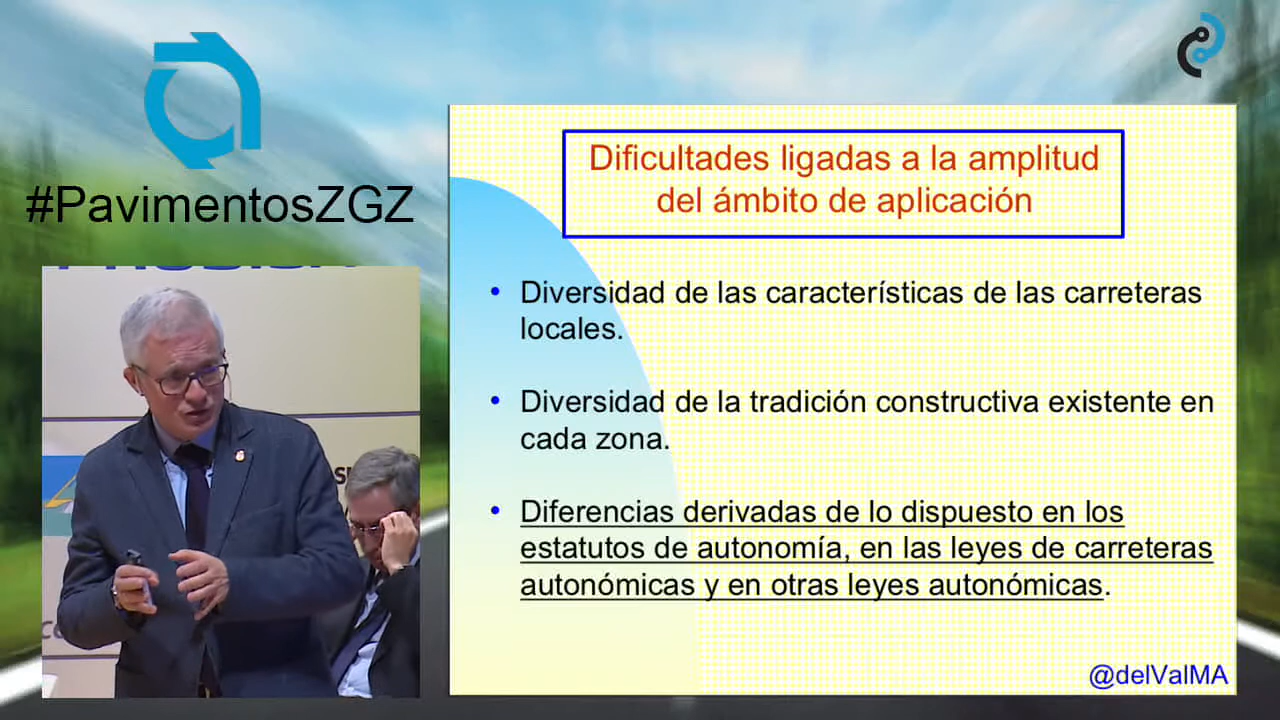 #PavimentosZGZ
Dificultades ligadas a la amplitud
del ámbito de aplicación
• Diversidad de las características de las carreteras
locales.
• Diversidad de la tradición constructiva existente en
cada zona.
• Diferencias derivadas de lo dispuesto en los
estatutos de autonomía, en las leyes de carreteras
autonómicas y en otras leyes autonómicas.
@delValMA